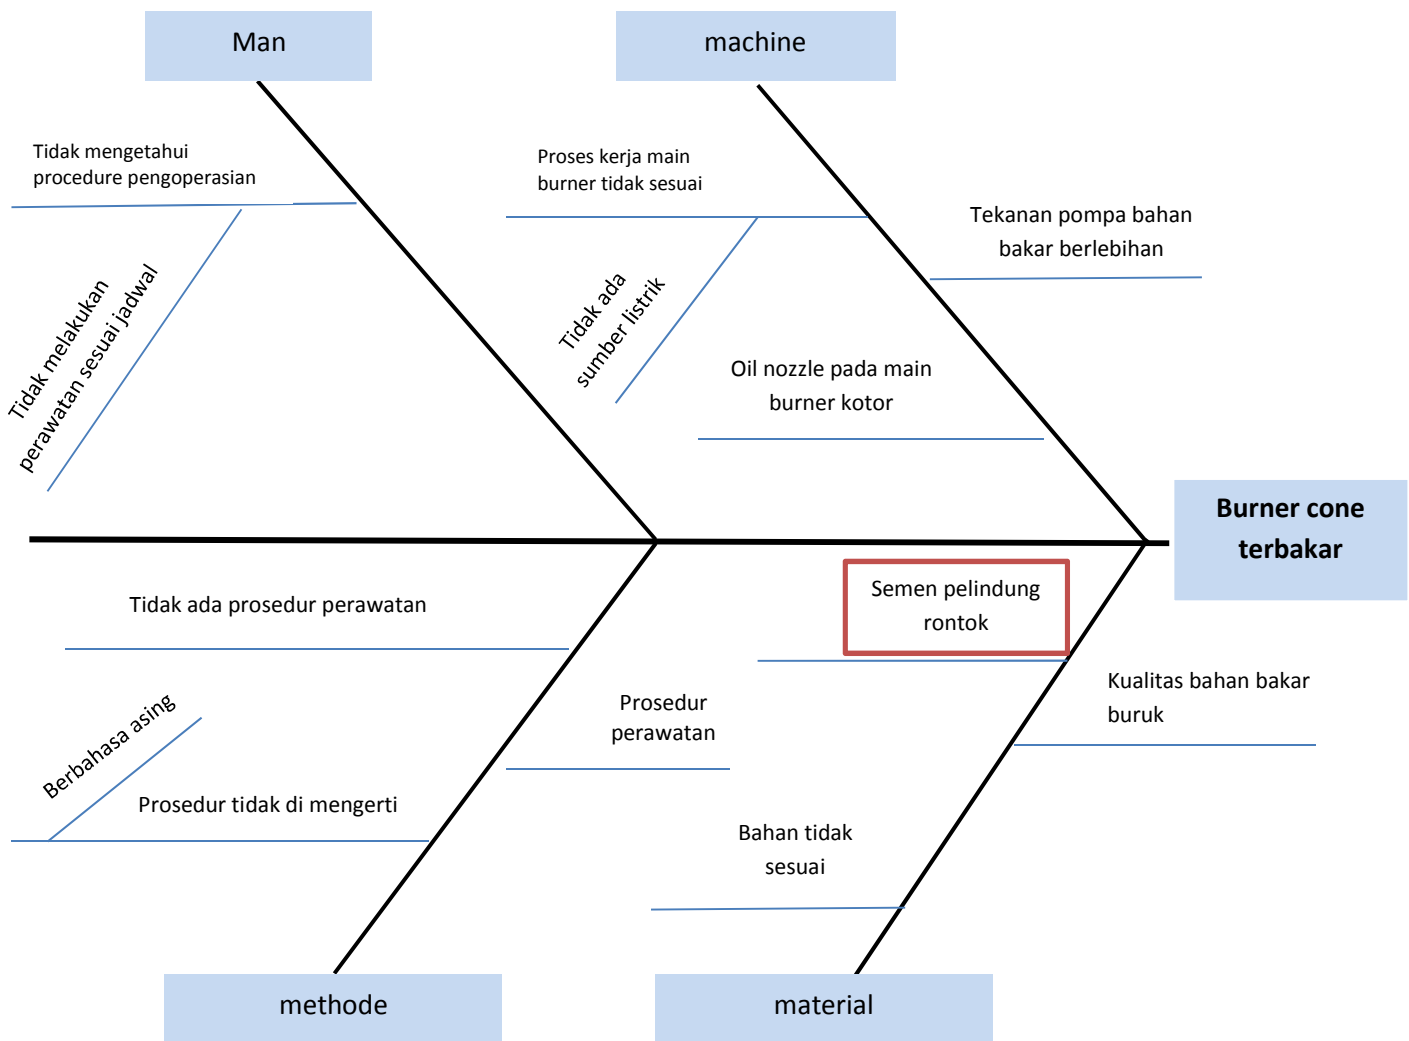 Man
machine
Tidak mengetahui
procedure pengoperasian
Proses kerja main
burner tidak sesuai
Tekanan pompa bahan
bakar berlebihan
Tidak melakukan
perawatan sesuai jadwal
Tidak ada
sumber listrik
Oil nozzle pada main
burner kotor
Burner cone
terbakar
Tidak ada prosedur perawatan
Semen pelindung
rontok
Prosedur
perawatan
Kualitas bahan bakar
buruk
Berbahasa asing
Prosedur tidak di mengerti
Bahan tidak
sesuai
methode
material